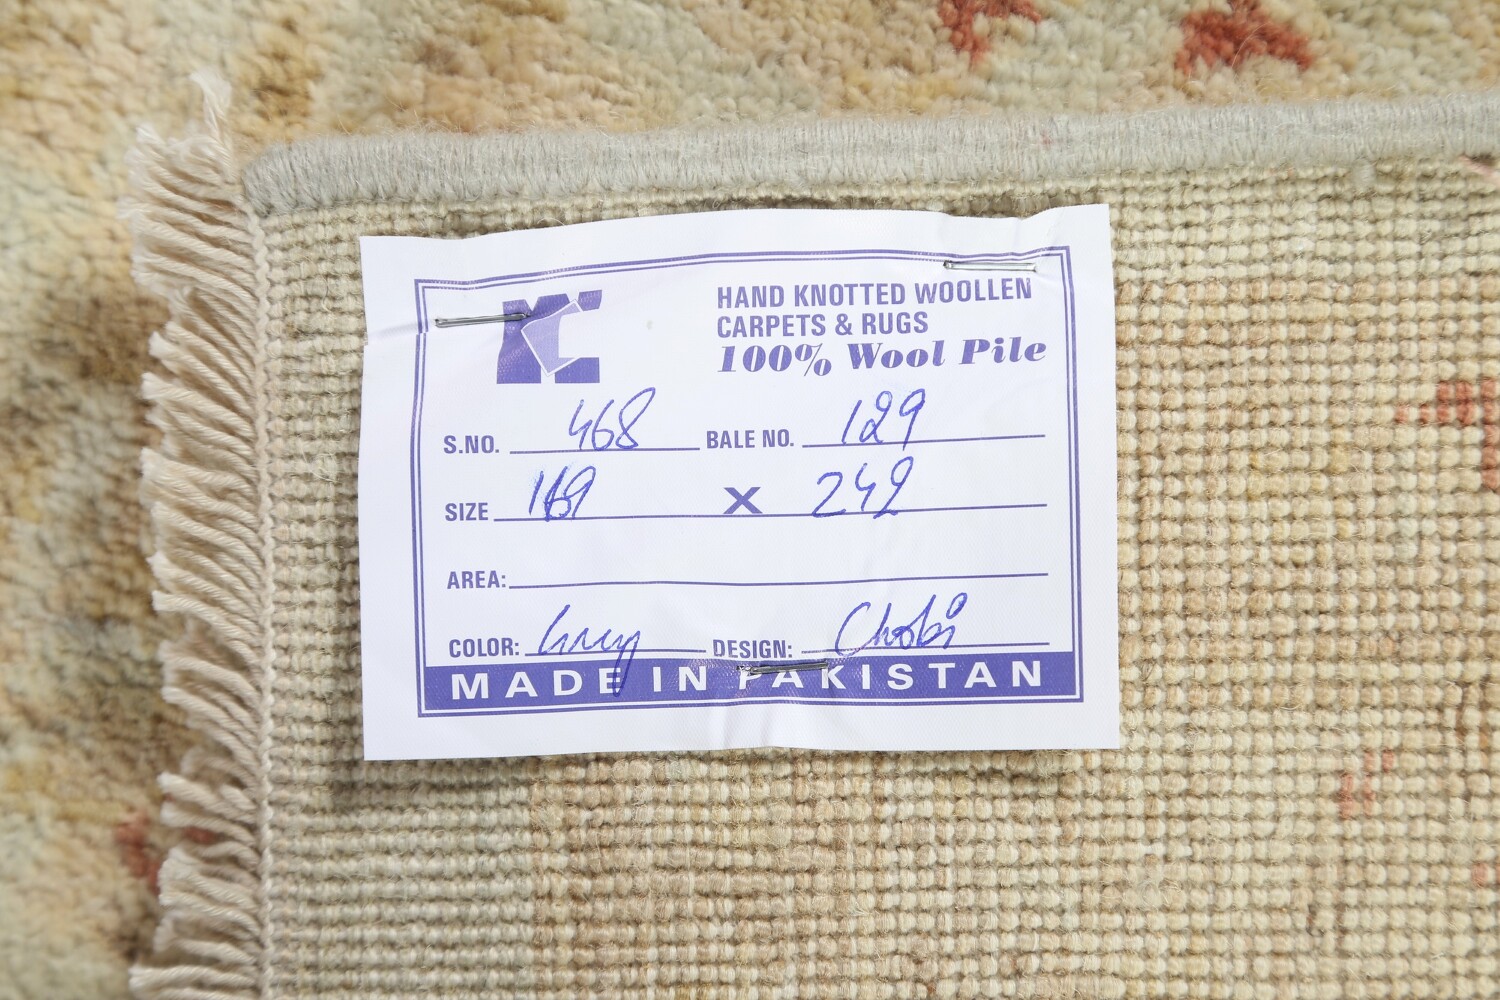 KC
HAND KNOTTED WOOLLEN
CARPETS & RUGS
100% Wool Pile
S.NO. 468 BALE NO. 129
SIZE 169 X 242
AREA:
COLOR: Grey DESIGN: Chobi
MADE IN PAKISTAN